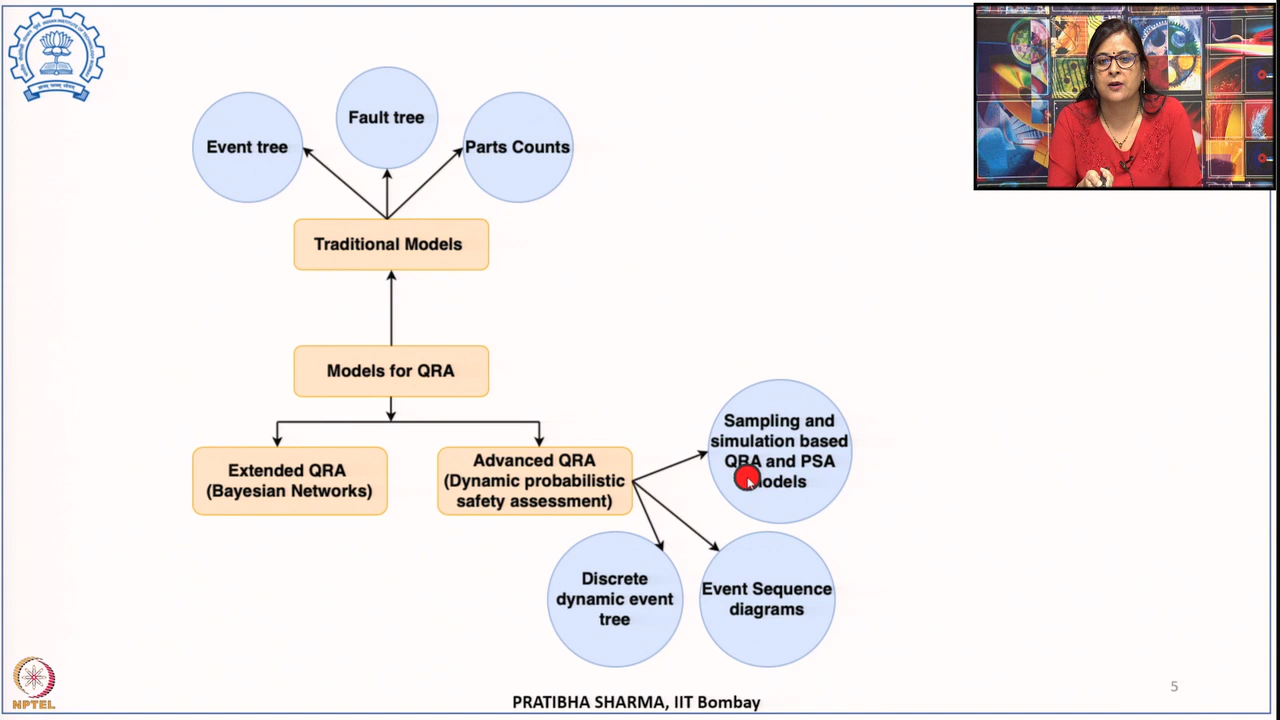 Event tree
Fault tree
Parts Counts
Traditional Models
Models for QRA
Extended QRA
(Bayesian Networks)
Advanced QRA
(Dynamic probabilistic
safety assessment)
Sampling and
simulation based
QRA and PSA
models
Discrete
dynamic event
tree
Event Sequence
diagrams
NPTEL
PRATIBHA SHARMA, IIT Bombay
5